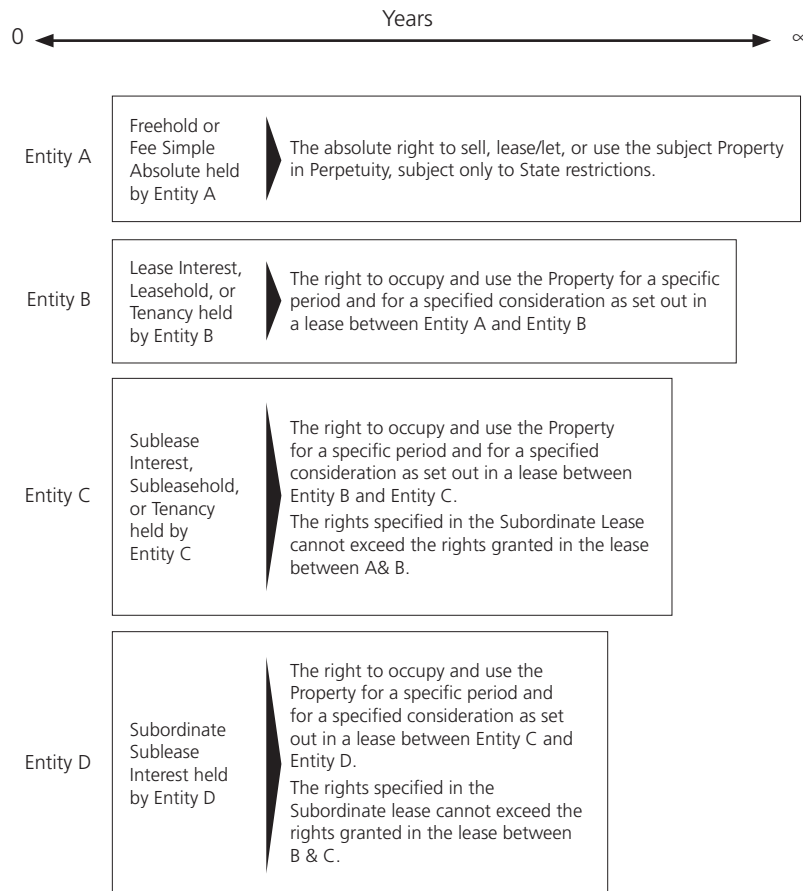 Years
0 ∞
Entity A
Freehold or
Fee Simple
Absolute held
by Entity A
The absolute right to sell, lease/let, or use the subject Property
in Perpetuity, subject only to State restrictions.
Entity B
Lease Interest,
Leasehold, or
Tenancy held
by Entity B
The right to occupy and use the Property for a specific
period and for a specified consideration as set out in
a lease between Entity A and Entity B
Entity C
Sublease
Interest,
Subleasehold,
or Tenancy
held by
Entity C
The right to occupy and use the Property
for a specific period and for a specified
consideration as set out in a lease between
Entity B and Entity C.
The rights specified in the Subordinate Lease
cannot exceed the rights granted in the lease
between A& B.
Entity D
Subordinate
Sublease
Interest held
by Entity D
The right to occupy and use the
Property for a specific period and
for a specified consideration as set
out in a lease between Entity C and
Entity D.
The rights specified in the
Subordinate lease cannot exceed the
rights granted in the lease between
B & C.